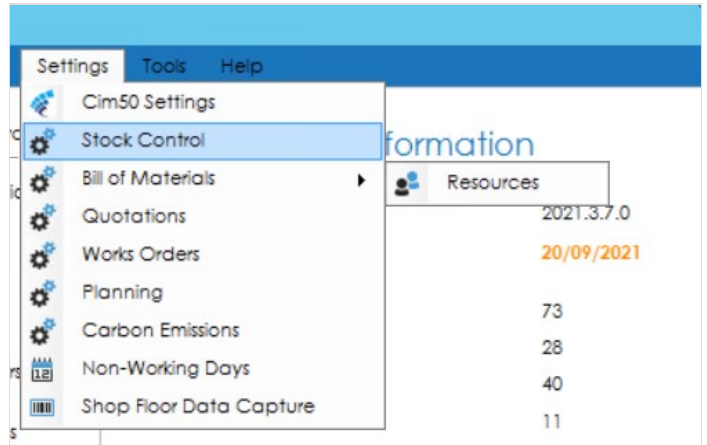 Settings Tools Help
Cim50 Settings
Stock Control
formation
Bill of Materials
Resources
Quotations
2021.3.7.0
Works Orders
20/09/2021
Planning
73
Carbon Emissions
28
Non-Working Days
40
Shop Floor Data Capture
11